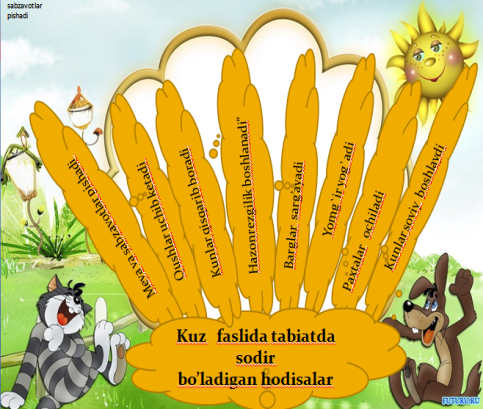 sabzavotlar
pishadi
Meva va sabzavotlar pishadi
Qushlar uchib ketadi
Kunlar qisqarib boradi
Hazonrezgilik boshlanadi"
Barglar sarg'ayadi
Yomg`ir yog`adi
Paxtalar ochiladi
Kunlar soviy boshlaydi
Kuz faslida tabiatda
sodir
bo'ladigan hodisalar
FUTURI.RU